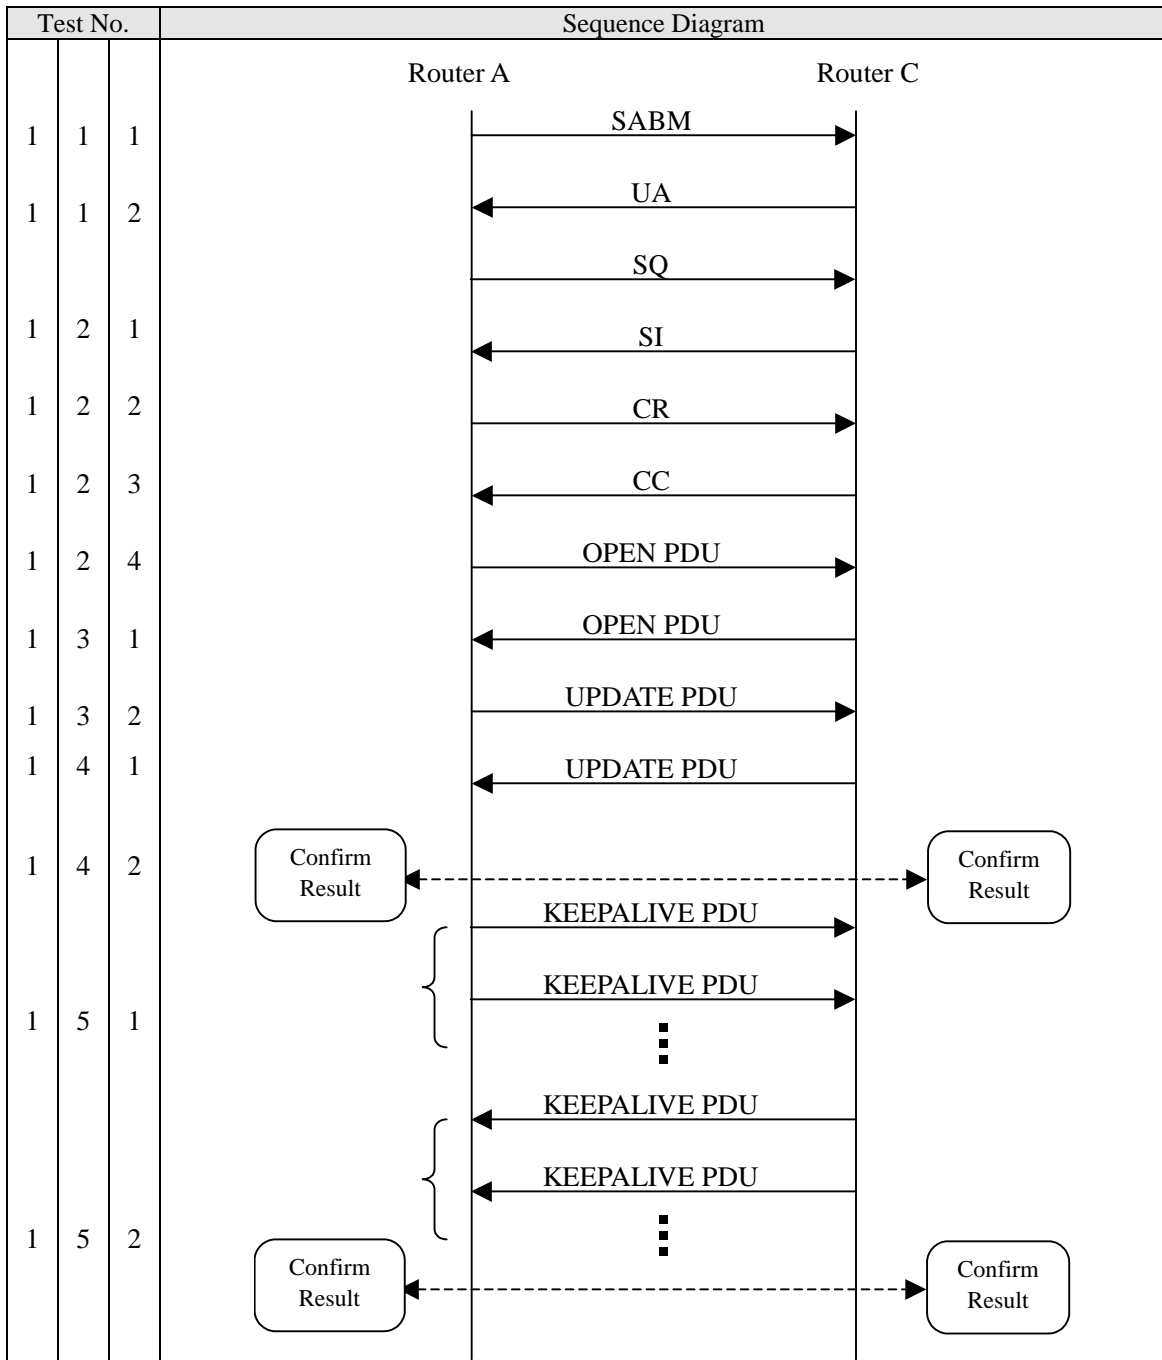 Test No. Sequence Diagram
Router A Router C
SABM
1 1 1
UA
1 1 2
SQ
1 2 1
SI
1 2 2
CR
1 2 3
CC
1 2 4
OPEN PDU
1 3 1
OPEN PDU
1 3 2
UPDATE PDU
1 4 1
UPDATE PDU
1 4 2
Confirm
Result
Confirm
Result
KEEPALIVE PDU
KEEPALIVE PDU
1 5 1
KEEPALIVE PDU
KEEPALIVE PDU
1 5 2
Confirm
Result
Confirm
Result